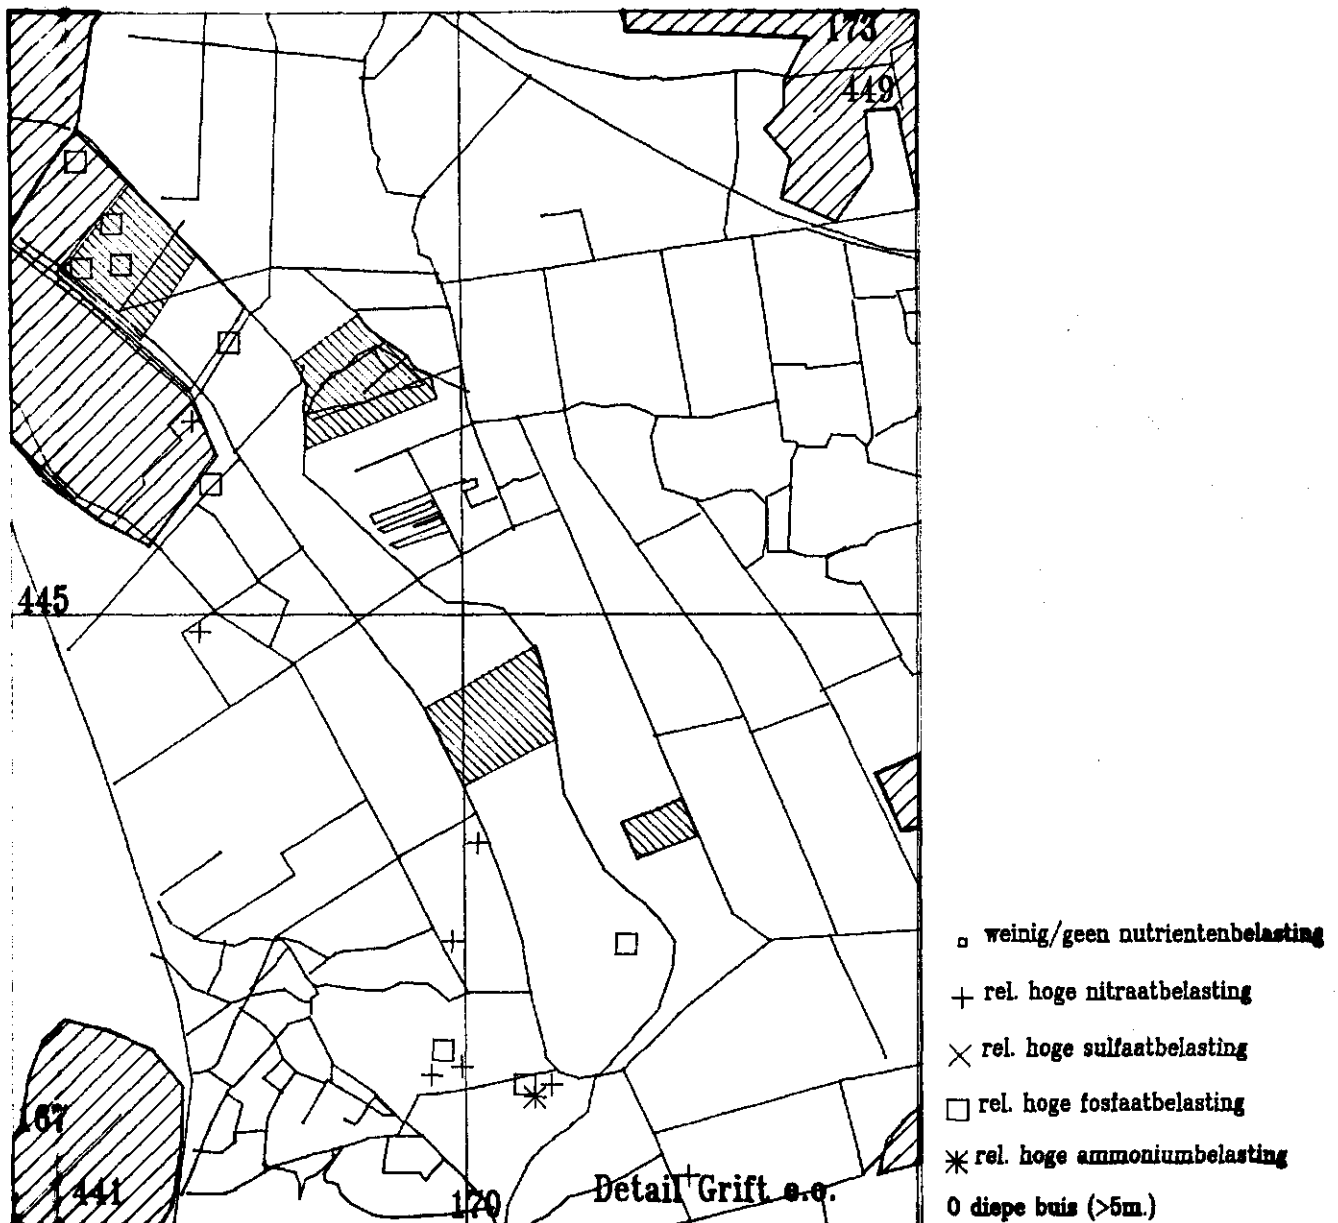 173
449
445
weinig/geen nutrientenbelasting
rel. hoge nitraatbelasting
rel. hoge sulfaatbelasting
rel. hoge fosfaatbelasting
rel. hoge ammoniumbelasting
0 diepe buis (>5m.)
167
441
170
Detail Grift e.o.